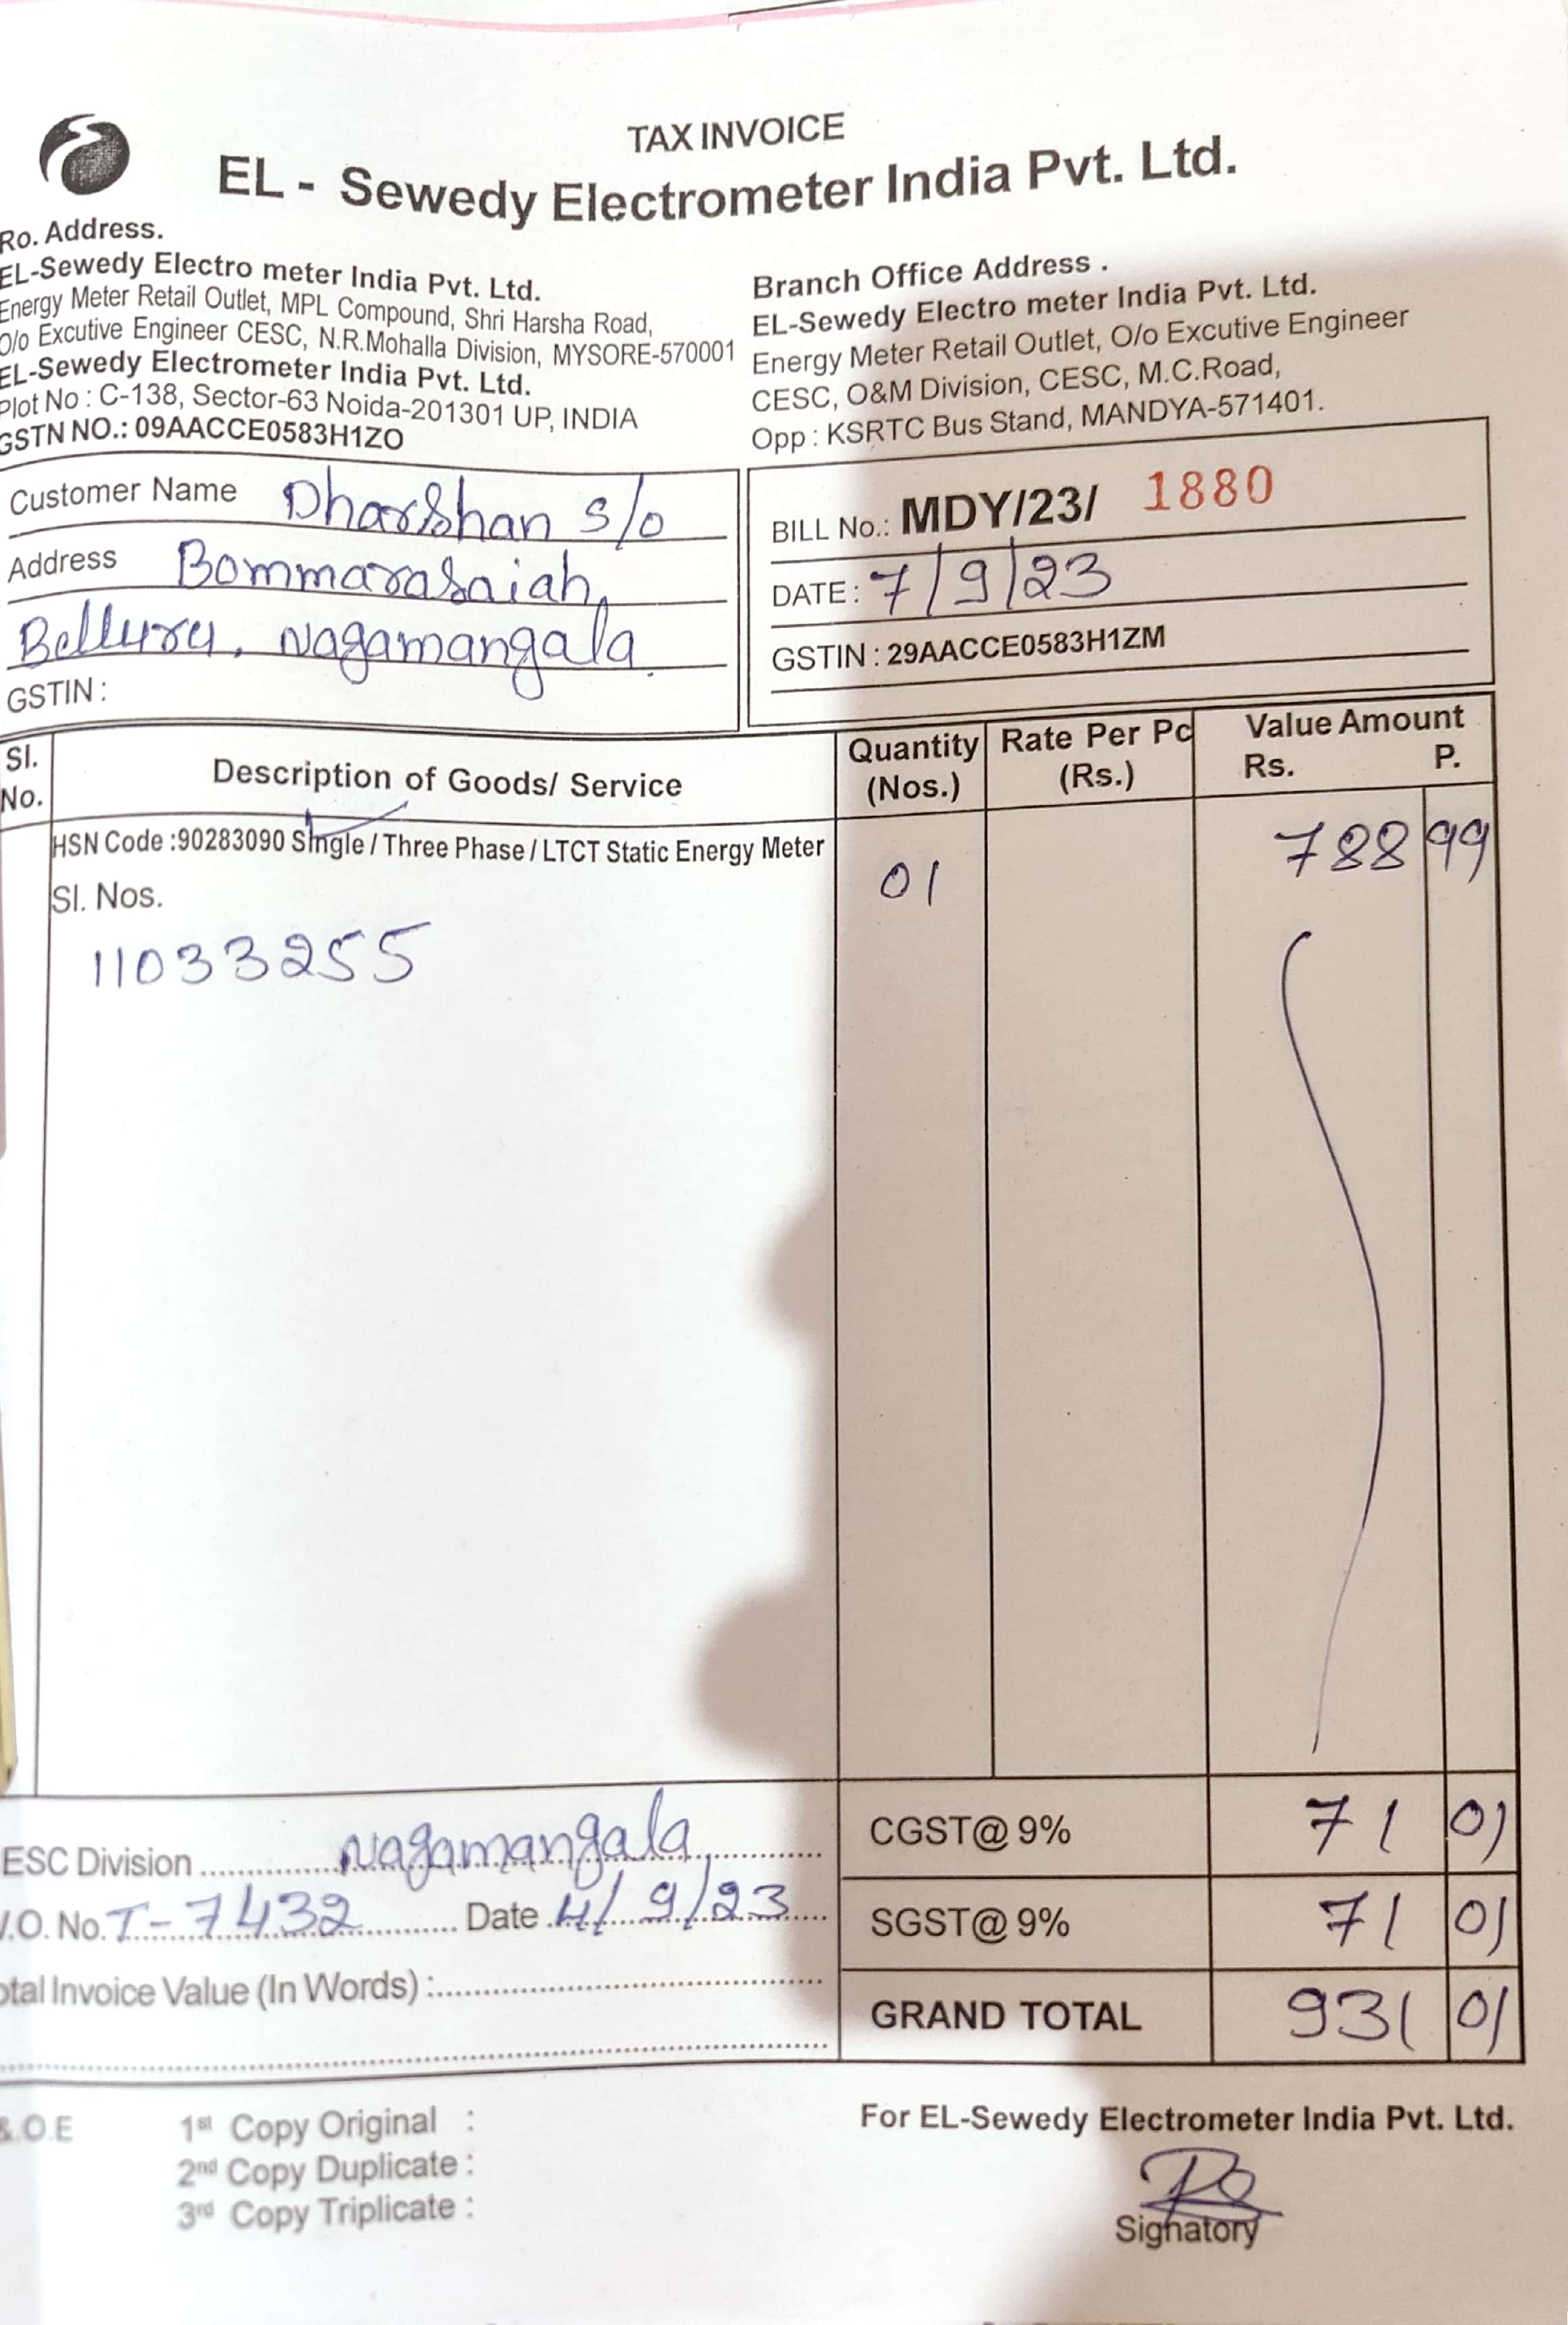 TAX INVOICE
EL - Sewedy Electrometer India Pvt. Ltd.
Ro. Address.
EL-Sewedy Electro meter India Pvt. Ltd.
Energy Meter Retail Outlet, MPL Compound, Shri Harsha Road,
O/o Excutive Engineer CESC, N.R.Mohalla Division, MYSORE-570001
EL-Sewedy Electrometer India Pvt. Ltd.
Plot No : C-138, Sector-63 Noida-201301 UP, INDIA
GSTN NO.: 09AACCE0583H1ZO
Branch Office Address .
EL-Sewedy Electro meter India Pvt. Ltd.
Energy Meter Retail Outlet, O/o Excutive Engineer
CESC, O&M Division, CESC, M.C.Road,
Opp : KSRTC Bus Stand, MANDYA-571401.
Customer Name Dharshan s/o
Address Bommarasaiah,
Belluru, Nagamangala.
GSTIN :
BILL No.: MDY/23/ 1880
DATE : 7/9/23
GSTIN : 29AACCE0583H1ZM
Sl. No. Description of Goods/ Service Quantity (Nos.) Rate Per Pc (Rs.) Value Amount Rs. P.
HSN Code :90283090 Single / Three Phase / LTCT Static Energy Meter 01 788 99
Sl. Nos.
11033255
ESC Division Nagamangala CGST@ 9% 71 01
.O. No. T-7432 Date 4/9/23 SGST@ 9% 71 01
otal Invoice Value (In Words) : GRAND TOTAL 931 01
&.O.E 1st Copy Original :
2nd Copy Duplicate :
3rd Copy Triplicate :
For EL-Sewedy Electrometer India Pvt. Ltd.
Signatory